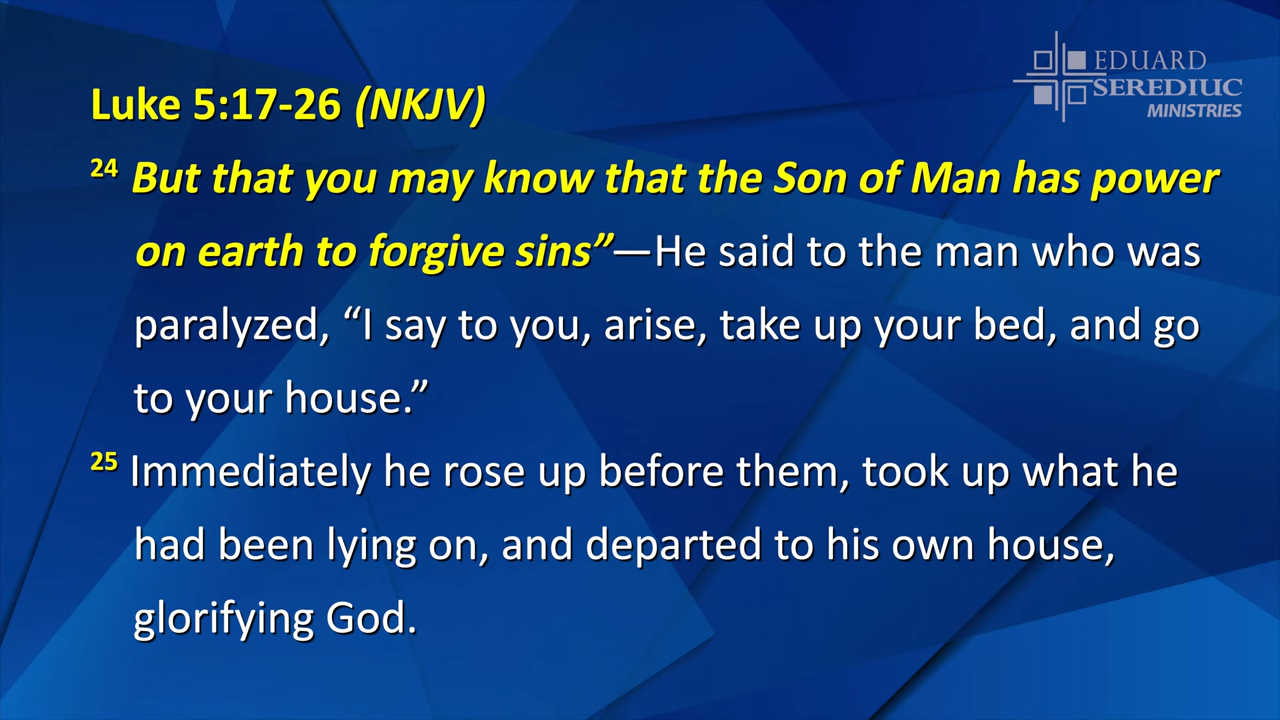 EDUARD
SEREDIUC
MINISTRIES
Luke 5:17-26 (NKJV)
24 But that you may know that the Son of Man has power
on earth to forgive sins”—He said to the man who was
paralyzed, “I say to you, arise, take up your bed, and go
to your house.”
25 Immediately he rose up before them, took up what he
had been lying on, and departed to his own house,
glorifying God.